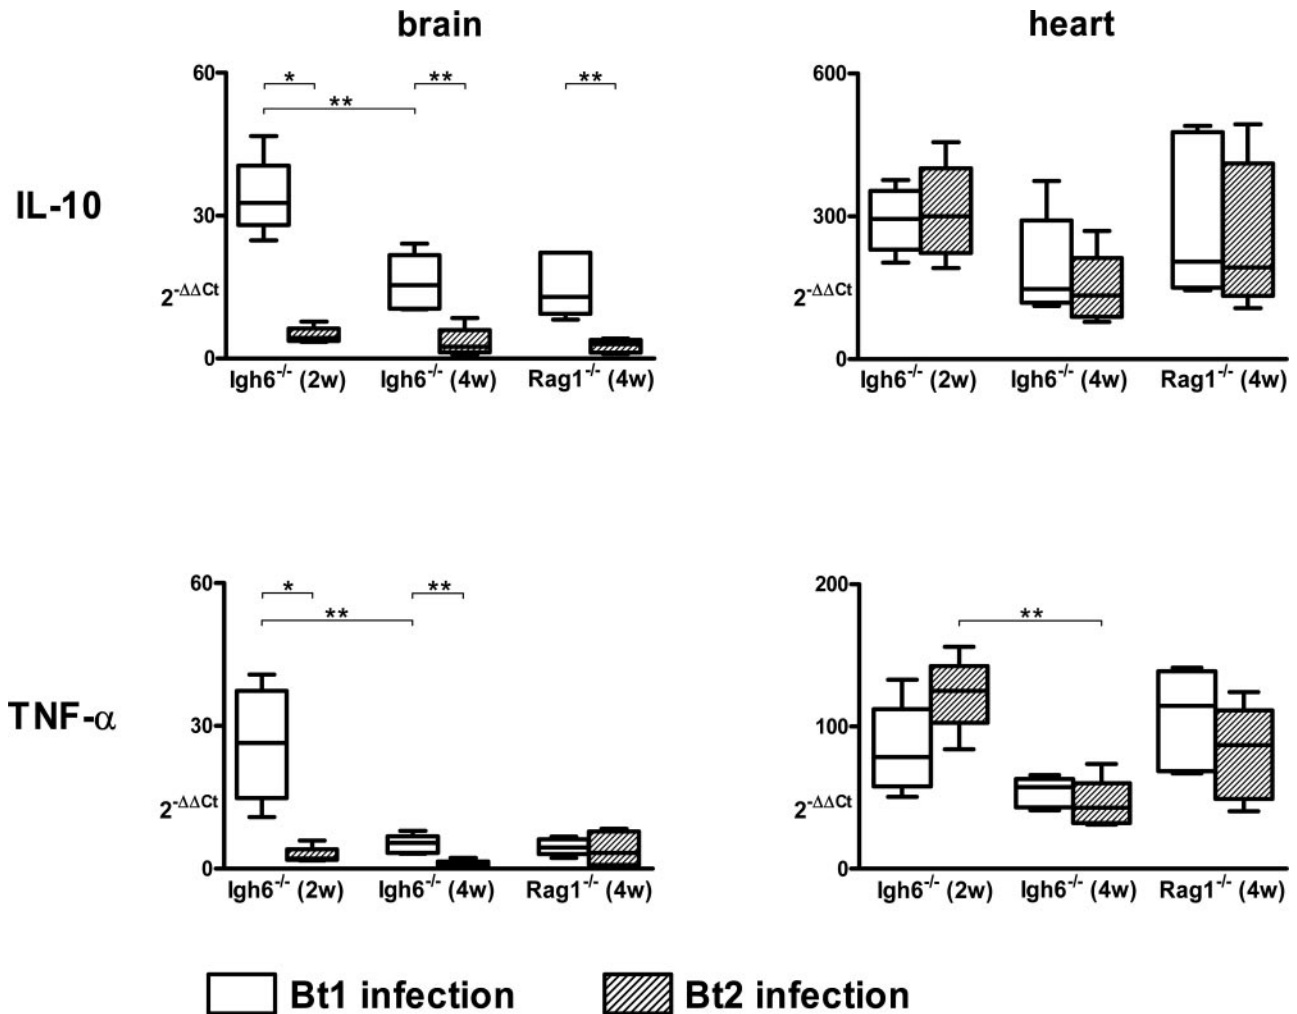 brain
heart
IL-10
60
30
0
2^-ΔΔCt
* ** ** **
Igh6^-/- (2w) Igh6^-/- (4w) Rag1^-/- (4w)
600
300
0
2^-ΔΔCt
Igh6^-/- (2w) Igh6^-/- (4w) Rag1^-/- (4w)
TNF-α
60
30
0
2^-ΔΔCt
* ** **
Igh6^-/- (2w) Igh6^-/- (4w) Rag1^-/- (4w)
200
100
0
2^-ΔΔCt
**
Igh6^-/- (2w) Igh6^-/- (4w) Rag1^-/- (4w)
Bt1 infection
Bt2 infection